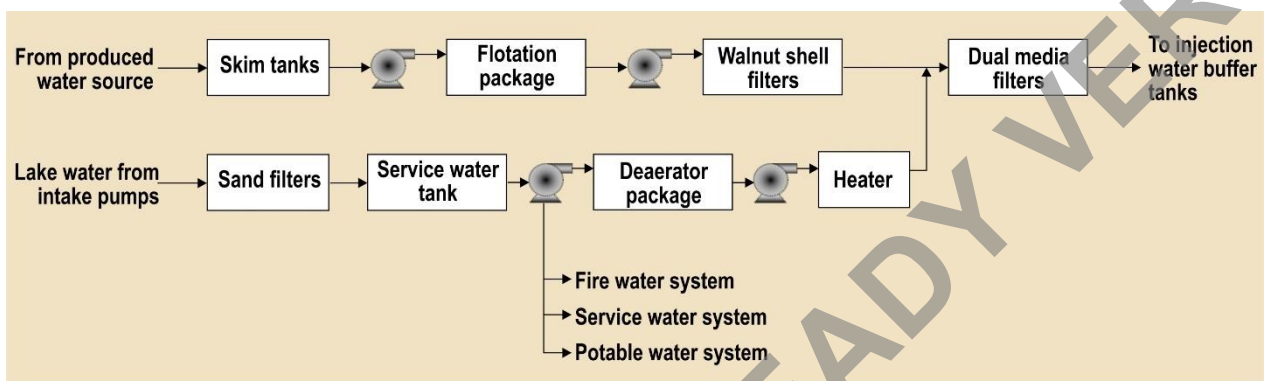 From produced
water source
Skim tanks
Flotation
package
Walnut shell
filters
Dual media
filters
To injection
water buffer
tanks
Lake water from
intake pumps
Sand filters
Service water
tank
Deaerator
package
Heater
Fire water system
Service water system
Potable water system
EADY VER